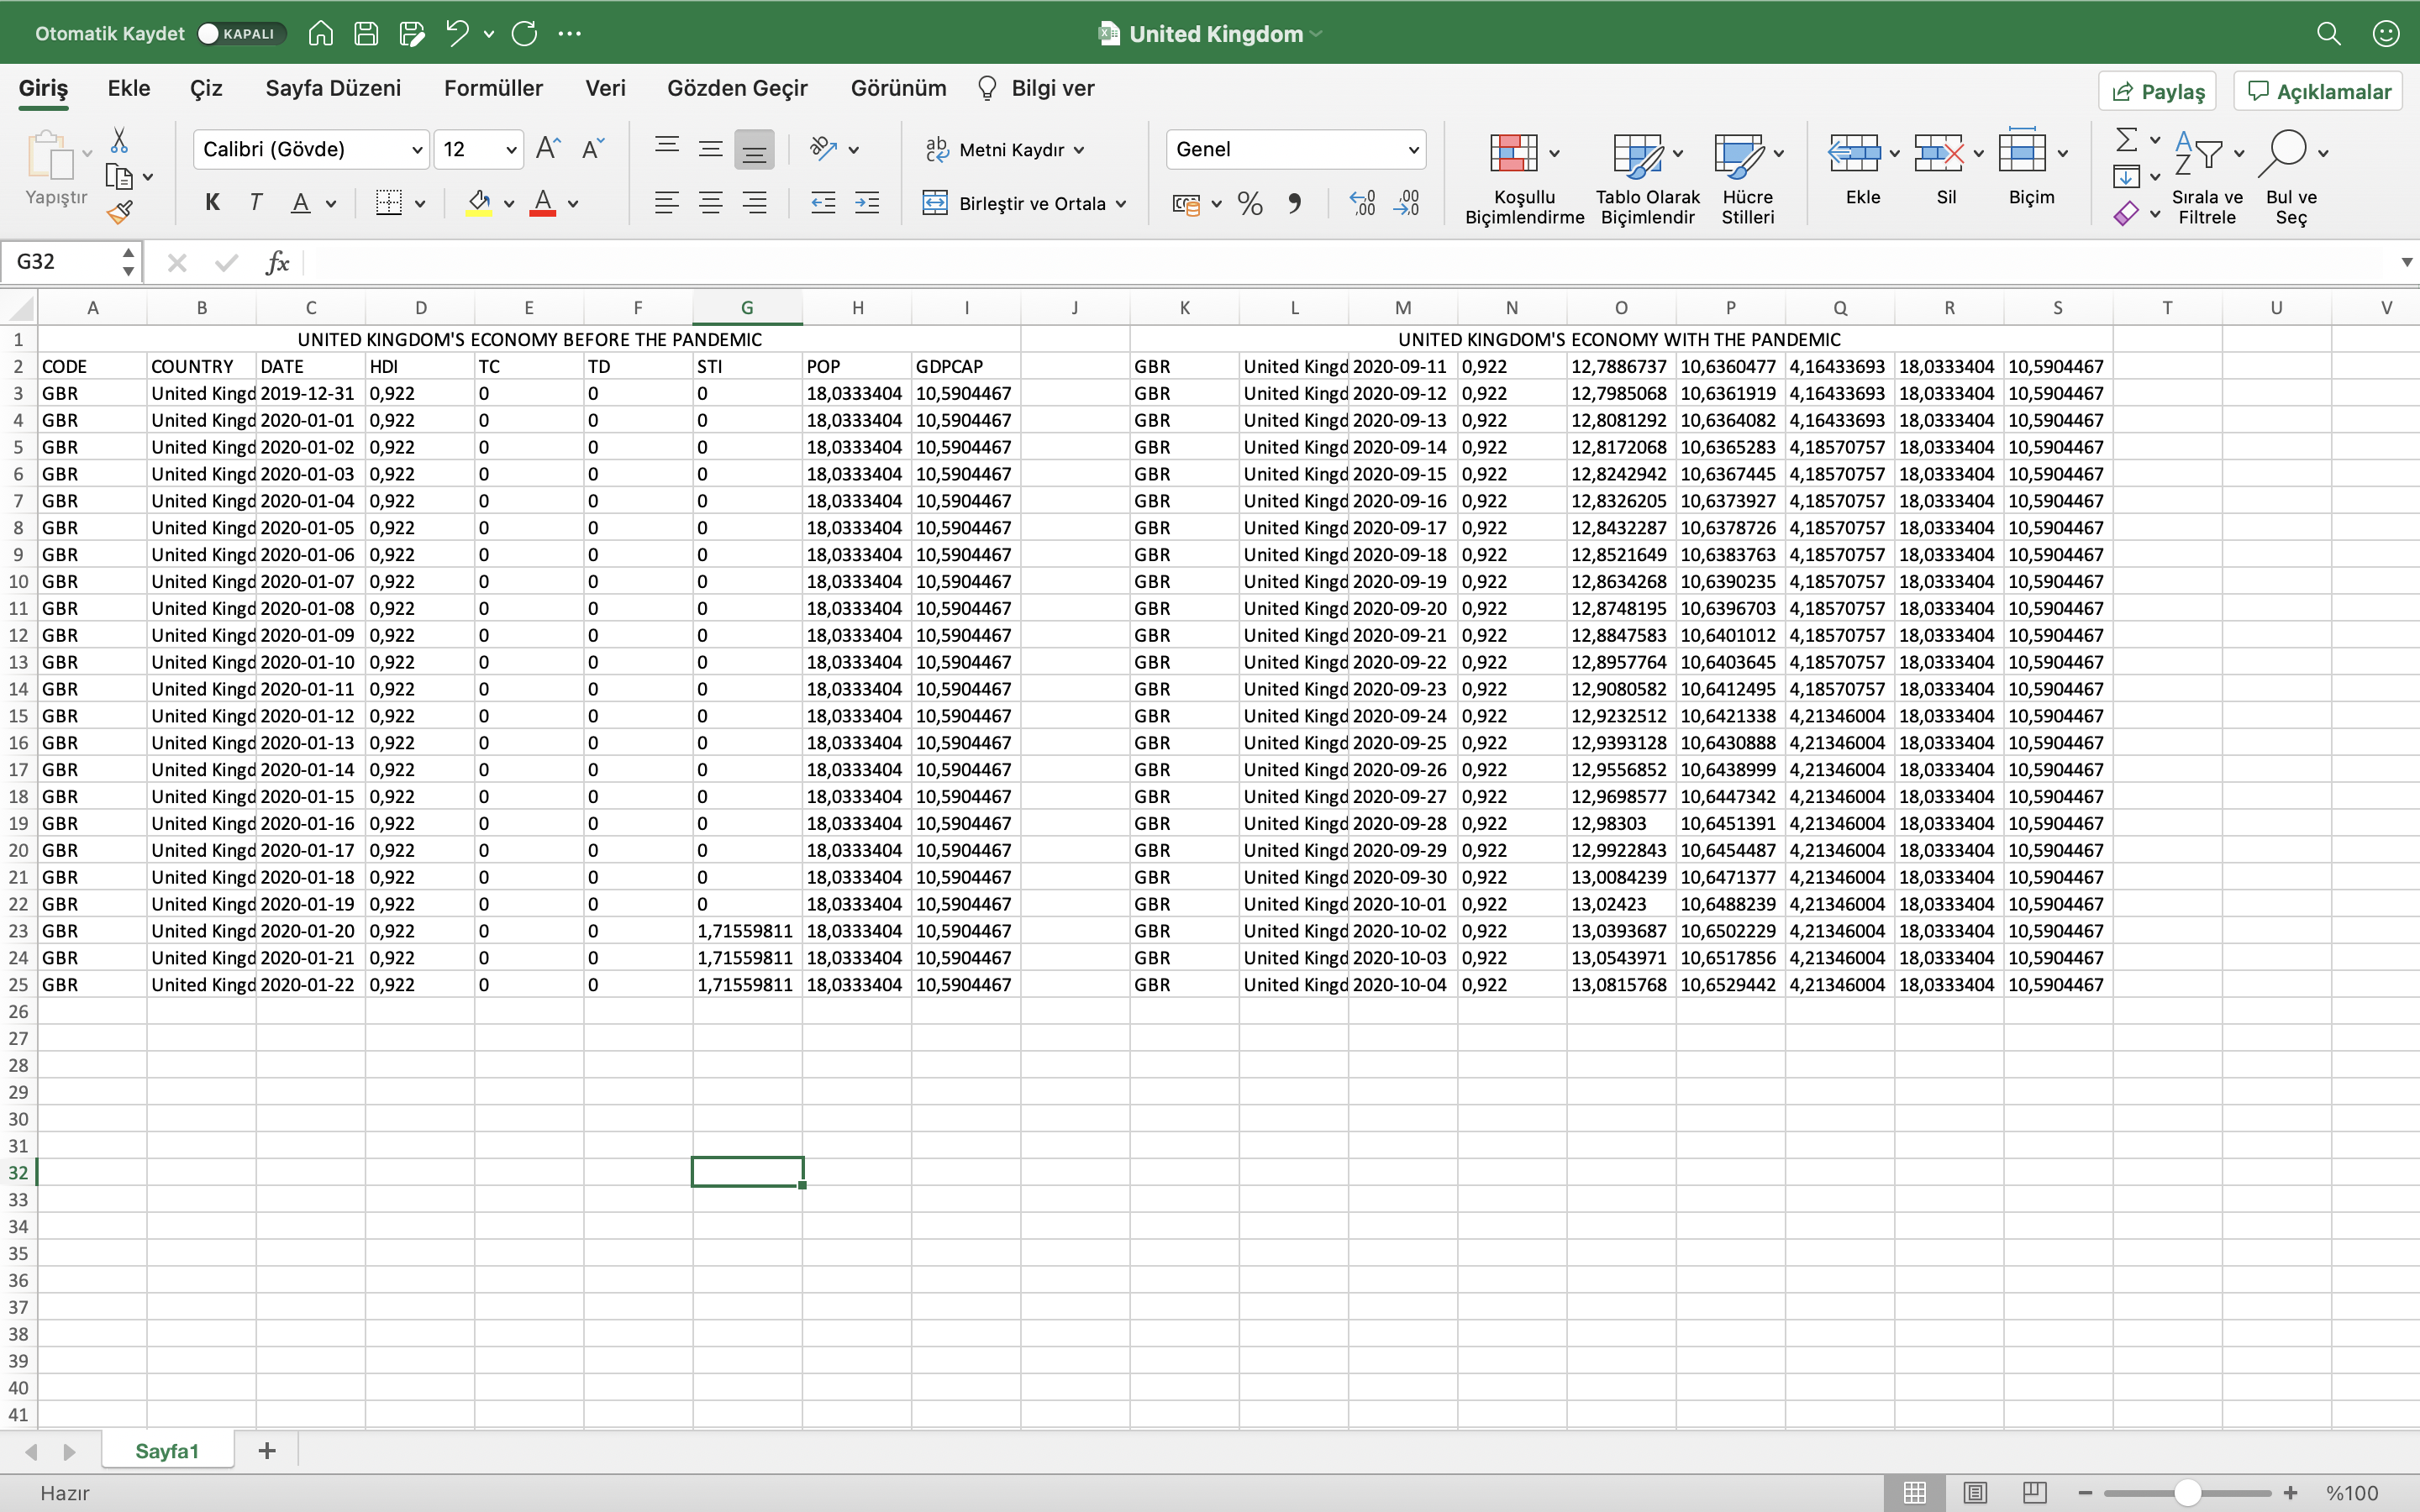 Otomatik Kaydet KAPALI United Kingdom
Giriş Ekle Çiz Sayfa Düzeni Formüller Veri Gözden Geçir Görünüm Bilgi ver Paylaş Açıklamalar
Yapıştır Calibri (Gövde) 12 Metni Kaydır Genel
K T A A Birleştir ve Ortala % Koşullu Biçimlendirme Tablo Olarak Biçimlendir Hücre Stilleri Ekle Sil Biçim Sırala ve Filtrele Bul ve Seç
G32 fx
A B C D E F G H I J K L M N O P Q R S T U V
1 UNITED KINGDOM'S ECONOMY BEFORE THE PANDEMIC UNITED KINGDOM'S ECONOMY WITH THE PANDEMIC
2 CODE COUNTRY DATE HDI TC TD STI POP GDPCAP GBR United Kingd 2020-09-11 0,922 12,7886737 10,6360477 4,16433693 18,0333404 10,5904467
3 GBR United Kingd 2019-12-31 0,922 0 0 0 18,0333404 10,5904467 GBR United Kingd 2020-09-12 0,922 12,7985068 10,6361919 4,16433693 18,0333404 10,5904467
4 GBR United Kingd 2020-01-01 0,922 0 0 0 18,0333404 10,5904467 GBR United Kingd 2020-09-13 0,922 12,8081292 10,6364082 4,16433693 18,0333404 10,5904467
5 GBR United Kingd 2020-01-02 0,922 0 0 0 18,0333404 10,5904467 GBR United Kingd 2020-09-14 0,922 12,8172068 10,6365283 4,18570757 18,0333404 10,5904467
6 GBR United Kingd 2020-01-03 0,922 0 0 0 18,0333404 10,5904467 GBR United Kingd 2020-09-15 0,922 12,8242942 10,6367445 4,18570757 18,0333404 10,5904467
7 GBR United Kingd 2020-01-04 0,922 0 0 0 18,0333404 10,5904467 GBR United Kingd 2020-09-16 0,922 12,8326205 10,6373927 4,18570757 18,0333404 10,5904467
8 GBR United Kingd 2020-01-05 0,922 0 0 0 18,0333404 10,5904467 GBR United Kingd 2020-09-17 0,922 12,8432287 10,6378726 4,18570757 18,0333404 10,5904467
9 GBR United Kingd 2020-01-06 0,922 0 0 0 18,0333404 10,5904467 GBR United Kingd 2020-09-18 0,922 12,8521649 10,6383763 4,18570757 18,0333404 10,5904467
10 GBR United Kingd 2020-01-07 0,922 0 0 0 18,0333404 10,5904467 GBR United Kingd 2020-09-19 0,922 12,8634268 10,6390235 4,18570757 18,0333404 10,5904467
11 GBR United Kingd 2020-01-08 0,922 0 0 0 18,0333404 10,5904467 GBR United Kingd 2020-09-20 0,922 12,8748195 10,6396703 4,18570757 18,0333404 10,5904467
12 GBR United Kingd 2020-01-09 0,922 0 0 0 18,0333404 10,5904467 GBR United Kingd 2020-09-21 0,922 12,8847583 10,6401012 4,18570757 18,0333404 10,5904467
13 GBR United Kingd 2020-01-10 0,922 0 0 0 18,0333404 10,5904467 GBR United Kingd 2020-09-22 0,922 12,8957764 10,6403645 4,18570757 18,0333404 10,5904467
14 GBR United Kingd 2020-01-11 0,922 0 0 0 18,0333404 10,5904467 GBR United Kingd 2020-09-23 0,922 12,9080582 10,6412495 4,18570757 18,0333404 10,5904467
15 GBR United Kingd 2020-01-12 0,922 0 0 0 18,0333404 10,5904467 GBR United Kingd 2020-09-24 0,922 12,9232512 10,6421338 4,21346004 18,0333404 10,5904467
16 GBR United Kingd 2020-01-13 0,922 0 0 0 18,0333404 10,5904467 GBR United Kingd 2020-09-25 0,922 12,9393128 10,6430888 4,21346004 18,0333404 10,5904467
17 GBR United Kingd 2020-01-14 0,922 0 0 0 18,0333404 10,5904467 GBR United Kingd 2020-09-26 0,922 12,9556852 10,6438999 4,21346004 18,0333404 10,5904467
18 GBR United Kingd 2020-01-15 0,922 0 0 0 18,0333404 10,5904467 GBR United Kingd 2020-09-27 0,922 12,9698577 10,6447342 4,21346004 18,0333404 10,5904467
19 GBR United Kingd 2020-01-16 0,922 0 0 0 18,0333404 10,5904467 GBR United Kingd 2020-09-28 0,922 12,98303 10,6451391 4,21346004 18,0333404 10,5904467
20 GBR United Kingd 2020-01-17 0,922 0 0 0 18,0333404 10,5904467 GBR United Kingd 2020-09-29 0,922 12,9922843 10,6454487 4,21346004 18,0333404 10,5904467
21 GBR United Kingd 2020-01-18 0,922 0 0 0 18,0333404 10,5904467 GBR United Kingd 2020-09-30 0,922 13,0084239 10,6471377 4,21346004 18,0333404 10,5904467
22 GBR United Kingd 2020-01-19 0,922 0 0 0 18,0333404 10,5904467 GBR United Kingd 2020-10-01 0,922 13,02423 10,6488239 4,21346004 18,0333404 10,5904467
23 GBR United Kingd 2020-01-20 0,922 0 0 1,71559811 18,0333404 10,5904467 GBR United Kingd 2020-10-02 0,922 13,0393687 10,6502229 4,21346004 18,0333404 10,5904467
24 GBR United Kingd 2020-01-21 0,922 0 0 1,71559811 18,0333404 10,5904467 GBR United Kingd 2020-10-03 0,922 13,0543971 10,6517856 4,21346004 18,0333404 10,5904467
25 GBR United Kingd 2020-01-22 0,922 0 0 1,71559811 18,0333404 10,5904467 GBR United Kingd 2020-10-04 0,922 13,0815768 10,6529442 4,21346004 18,0333404 10,5904467
26
27
28
29
30
31
32
33
34
35
36
37
38
39
40
41
Sayfa1
Hazır %100